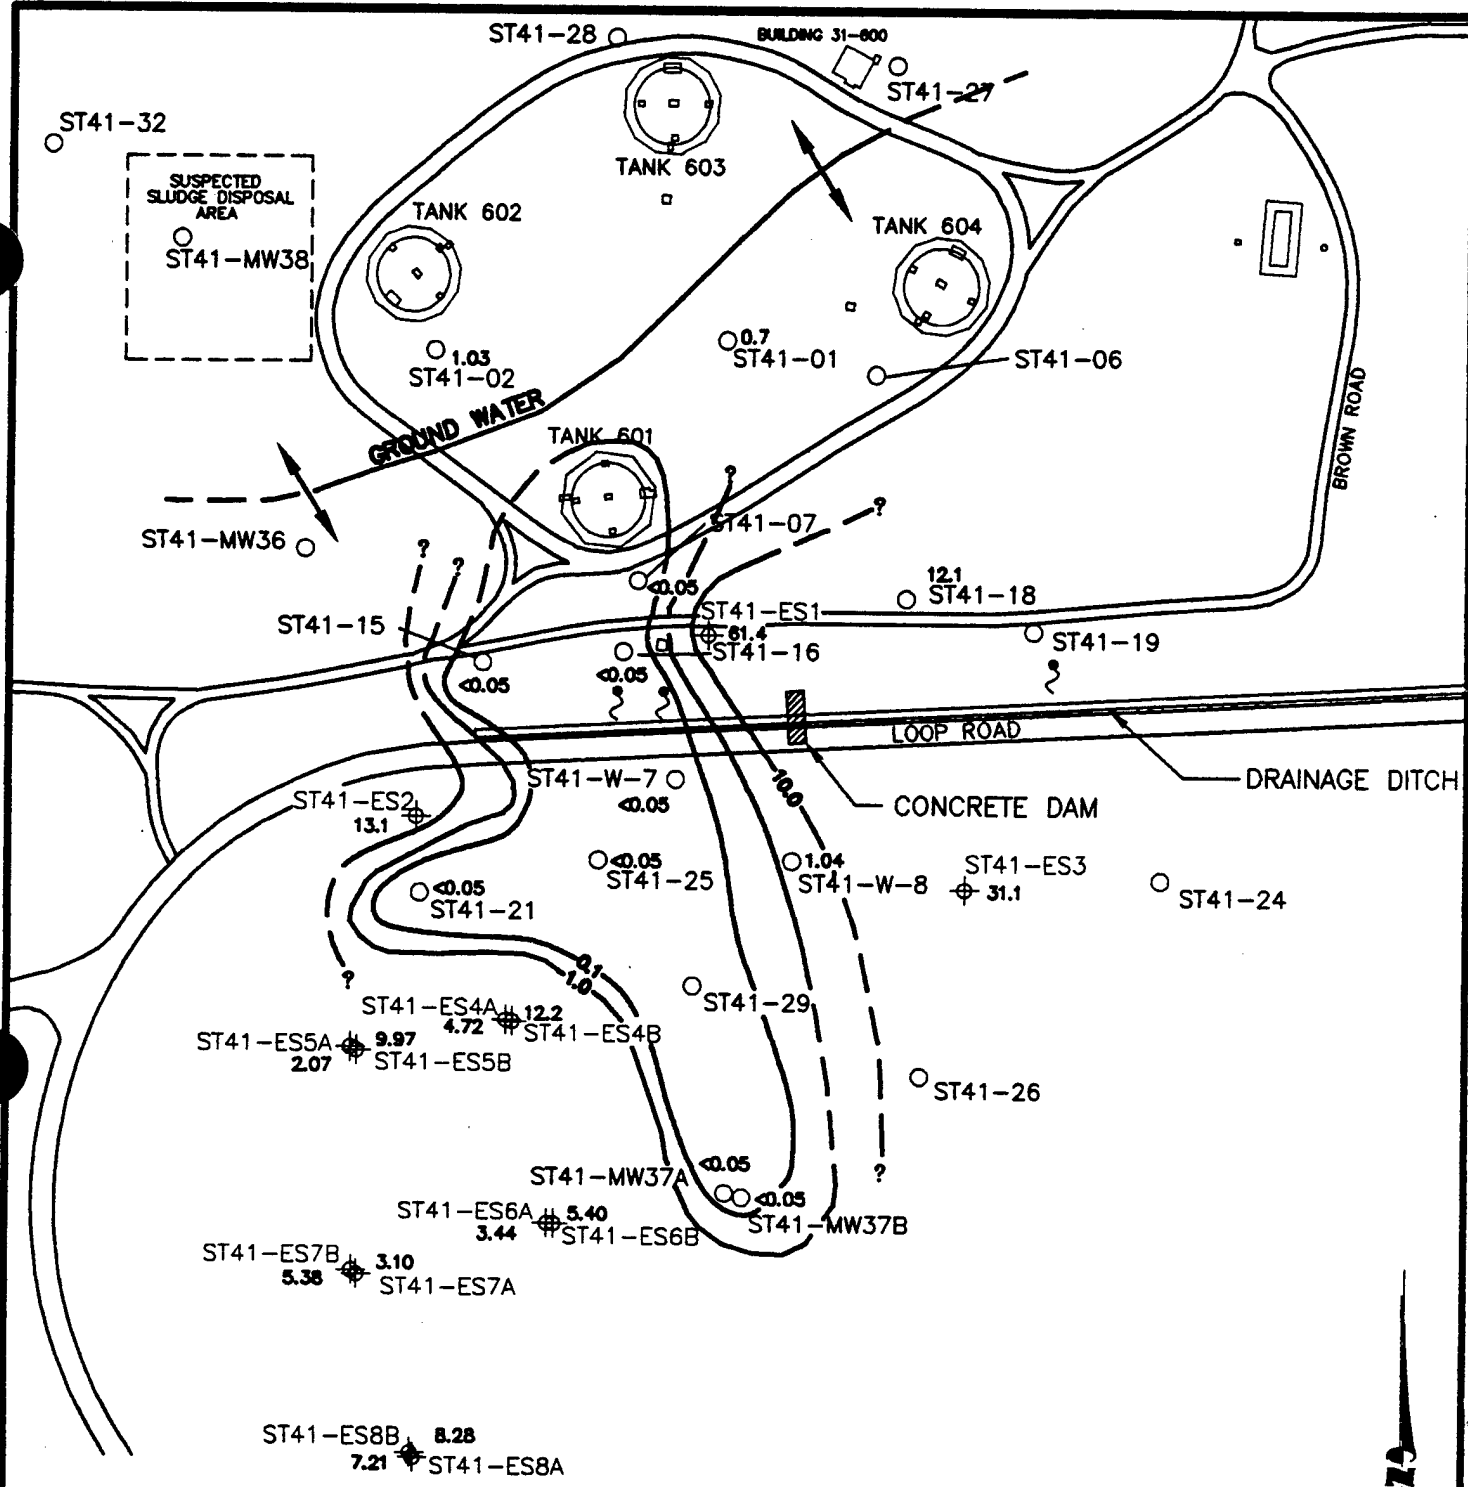 ST41-28
BUILDING 31-600
ST41-27
ST41-32
TANK 603
SUSPECTED
SLUDGE DISPOSAL
AREA
TANK 602
TANK 604
ST41-MW38
0.7
ST41-01
1.03
ST41-02
ST41-06
GROUND WATER
BROWN ROAD
TANK 601
?
?
ST41-07
ST41-MW36
?
?
12.1
ST41-18
<0.05
ST41-ES1
ST41-15
61.4
ST41-16
ST41-19
<0.05
<0.05
LOOP ROAD
10.0
ST41-W-7
DRAINAGE DITCH
ST41-ES2
13.1
<0.05
CONCRETE DAM
<0.05
ST41-25
1.04
ST41-W-8
ST41-ES3
31.1
<0.05
ST41-21
ST41-24
0.1
1.0
?
ST41-29
ST41-ES4A
4.72
12.2
ST41-ES4B
ST41-ES5A
2.07
9.97
ST41-ES5B
ST41-26
<0.05
ST41-MW37A
?
<0.05
ST41-MW37B
ST41-ES6A
3.44
5.40
ST41-ES6B
ST41-ES7B
5.38
3.10
ST41-ES7A
ST41-ES8B
7.21
8.28
ST41-ES8A